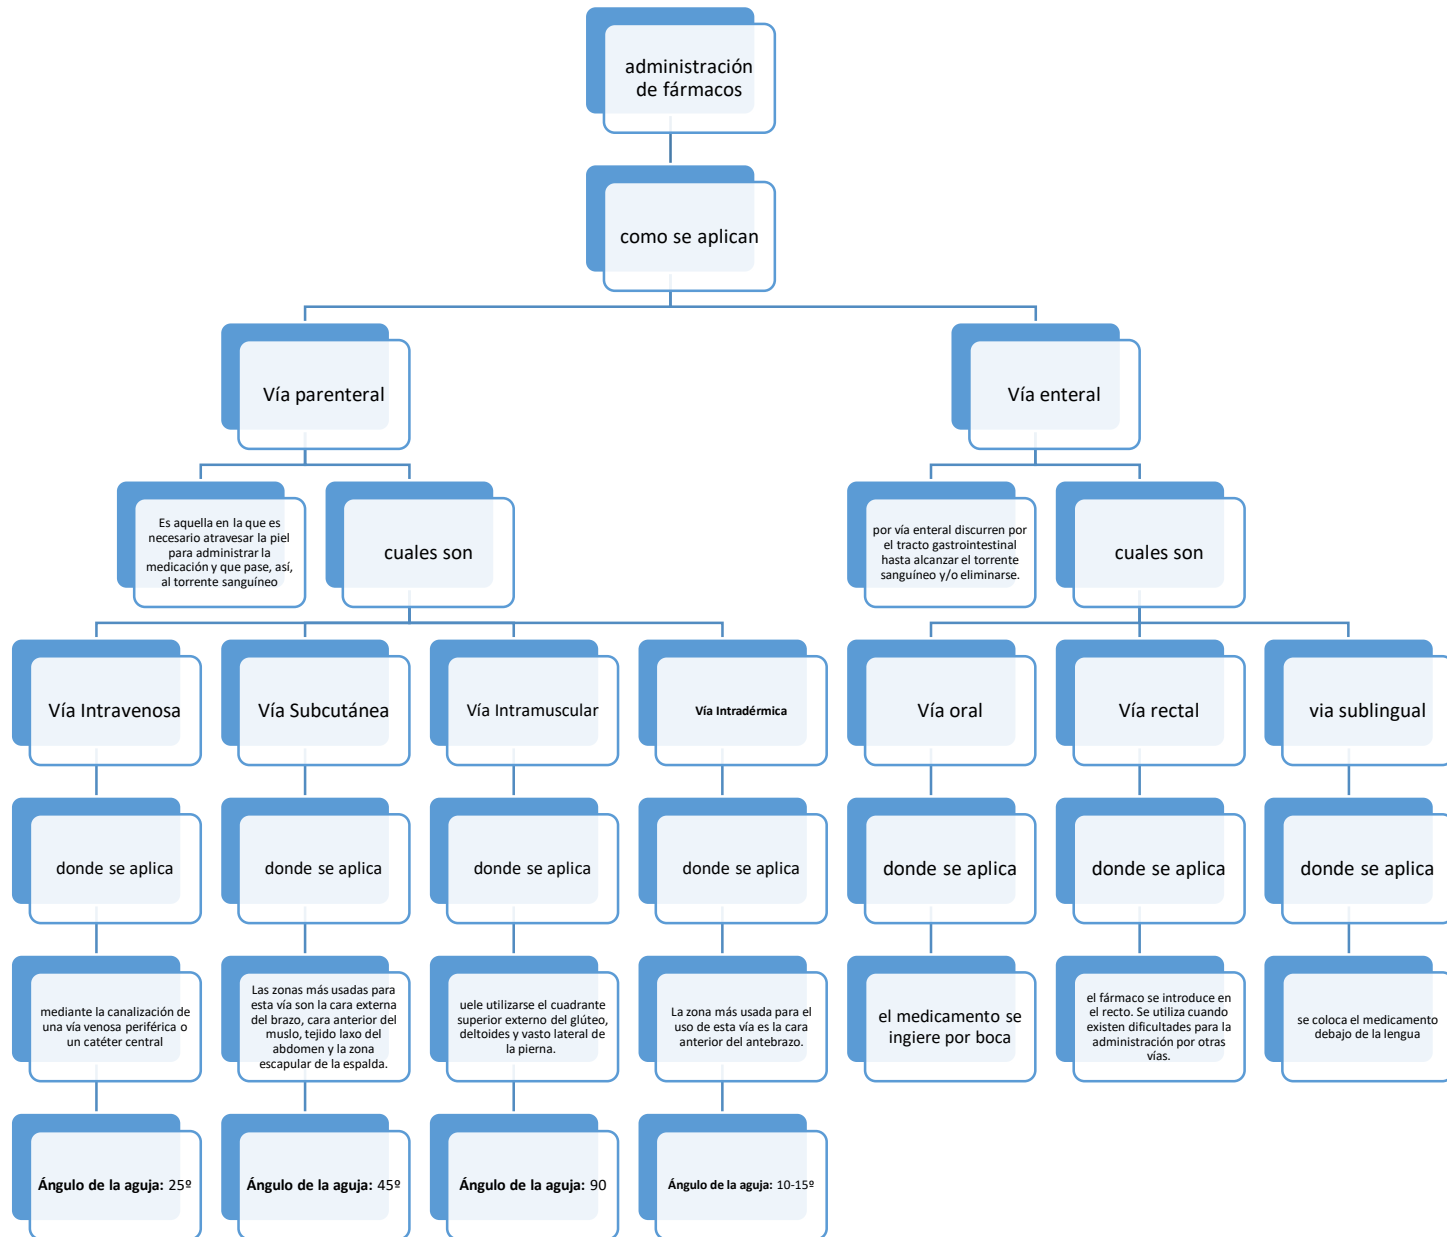 administración
de fármacos
como se aplican
Vía parenteral
Vía enteral
Es aquella en la que es
necesario atravesar la piel
para administrar la
medicación y que pase, así,
al torrente sanguíneo
cuales son
por vía enteral discurren por
el tracto gastrointestinal
hasta alcanzar el torrente
sanguíneo y/o eliminarse.
cuales son
Vía Intravenosa
Vía Subcutánea
Vía Intramuscular
Vía Intradérmica
Vía oral
Vía rectal
via sublingual
donde se aplica
donde se aplica
donde se aplica
donde se aplica
donde se aplica
donde se aplica
donde se aplica
mediante la canalización de
una vía venosa periférica o
un catéter central
Las zonas más usadas para
esta vía son la cara externa
del brazo, cara anterior del
muslo, tejido laxo del
abdomen y la zona
escapular de la espalda.
uele utilizarse el cuadrante
superior externo del glúteo,
deltoides y vasto lateral de
la pierna.
La zona más usada para el
uso de esta vía es la cara
anterior del antebrazo.
el medicamento se
ingiere por boca
el fármaco se introduce en
el recto. Se utiliza cuando
existen dificultades para la
administración por otras
vías.
se coloca el medicamento
debajo de la lengua
Ángulo de la aguja: 25º
Ángulo de la aguja: 45º
Ángulo de la aguja: 90
Ángulo de la aguja: 10-15º